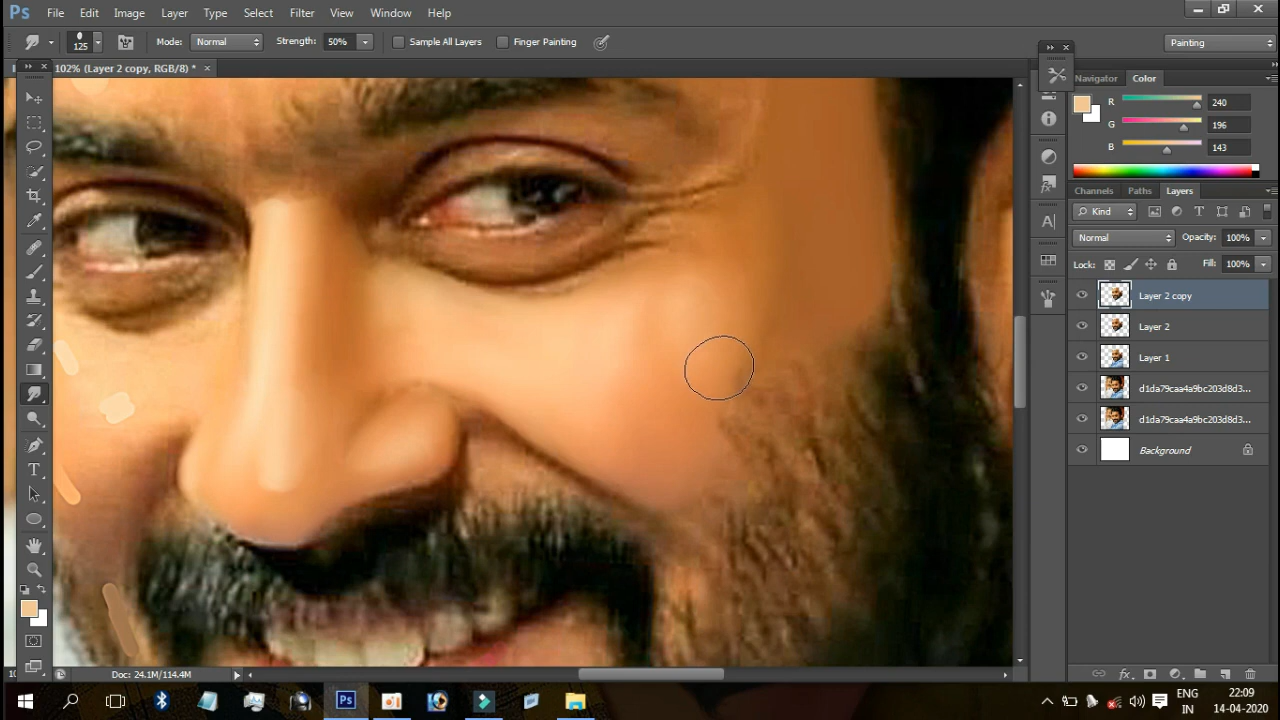 Ps File Edit Image Layer Type Select Filter View Window Help
125 Mode: Normal Strength: 50% Sample All Layers Finger Painting Painting
102% (Layer 2 copy, RGB/8) * ×
Navigator Color
R 240
G 196
B 143
Channels Paths Layers
Kind
Normal Opacity: 100%
Lock: Fill: 100%
Layer 2 copy
Layer 2
Layer 1
d1da79caa4a9bc203d8d3...
d1da79caa4a9bc203d8d3...
Background
Doc: 24.1M/114.4M
Ps
ENG
IN
22:09
14-04-2020